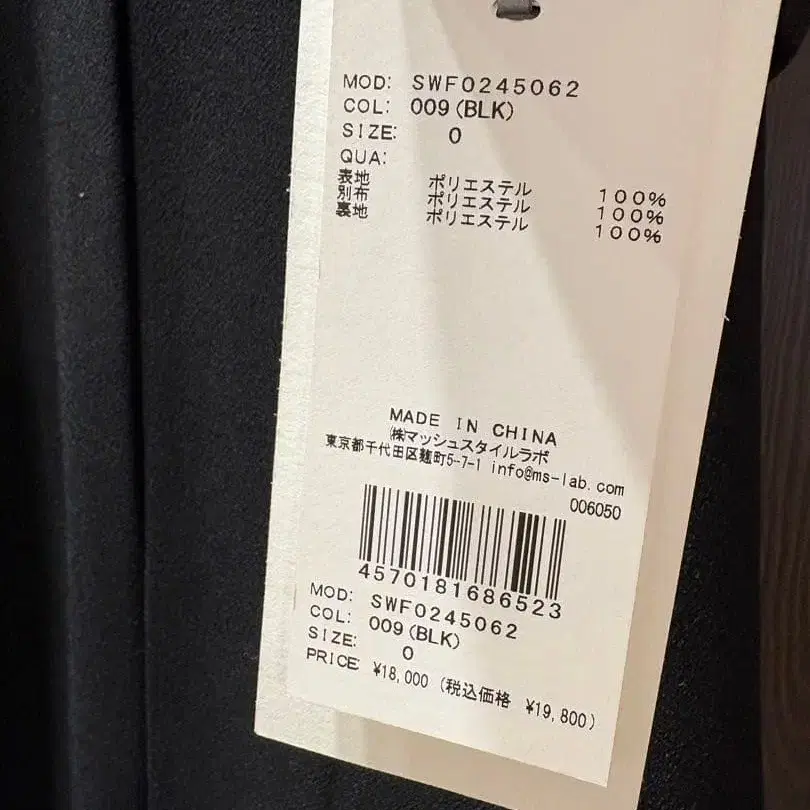 MOD: SWF0245062
COL: 009(BLK)
SIZE: 0
QUA:
表地 ポリエステル 100%
別布 ポリエステル 100%
裏地 ポリエステル 100%
MADE IN CHINA
㈱マッシュスタイルラボ
東京都千代田区麹町5-7-1 info@ms-lab.com
006050
4570181686523
MOD: SWF0245062
COL: 009(BLK)
SIZE: 0
PRICE: ¥18,000 (税込価格 ¥19,800)